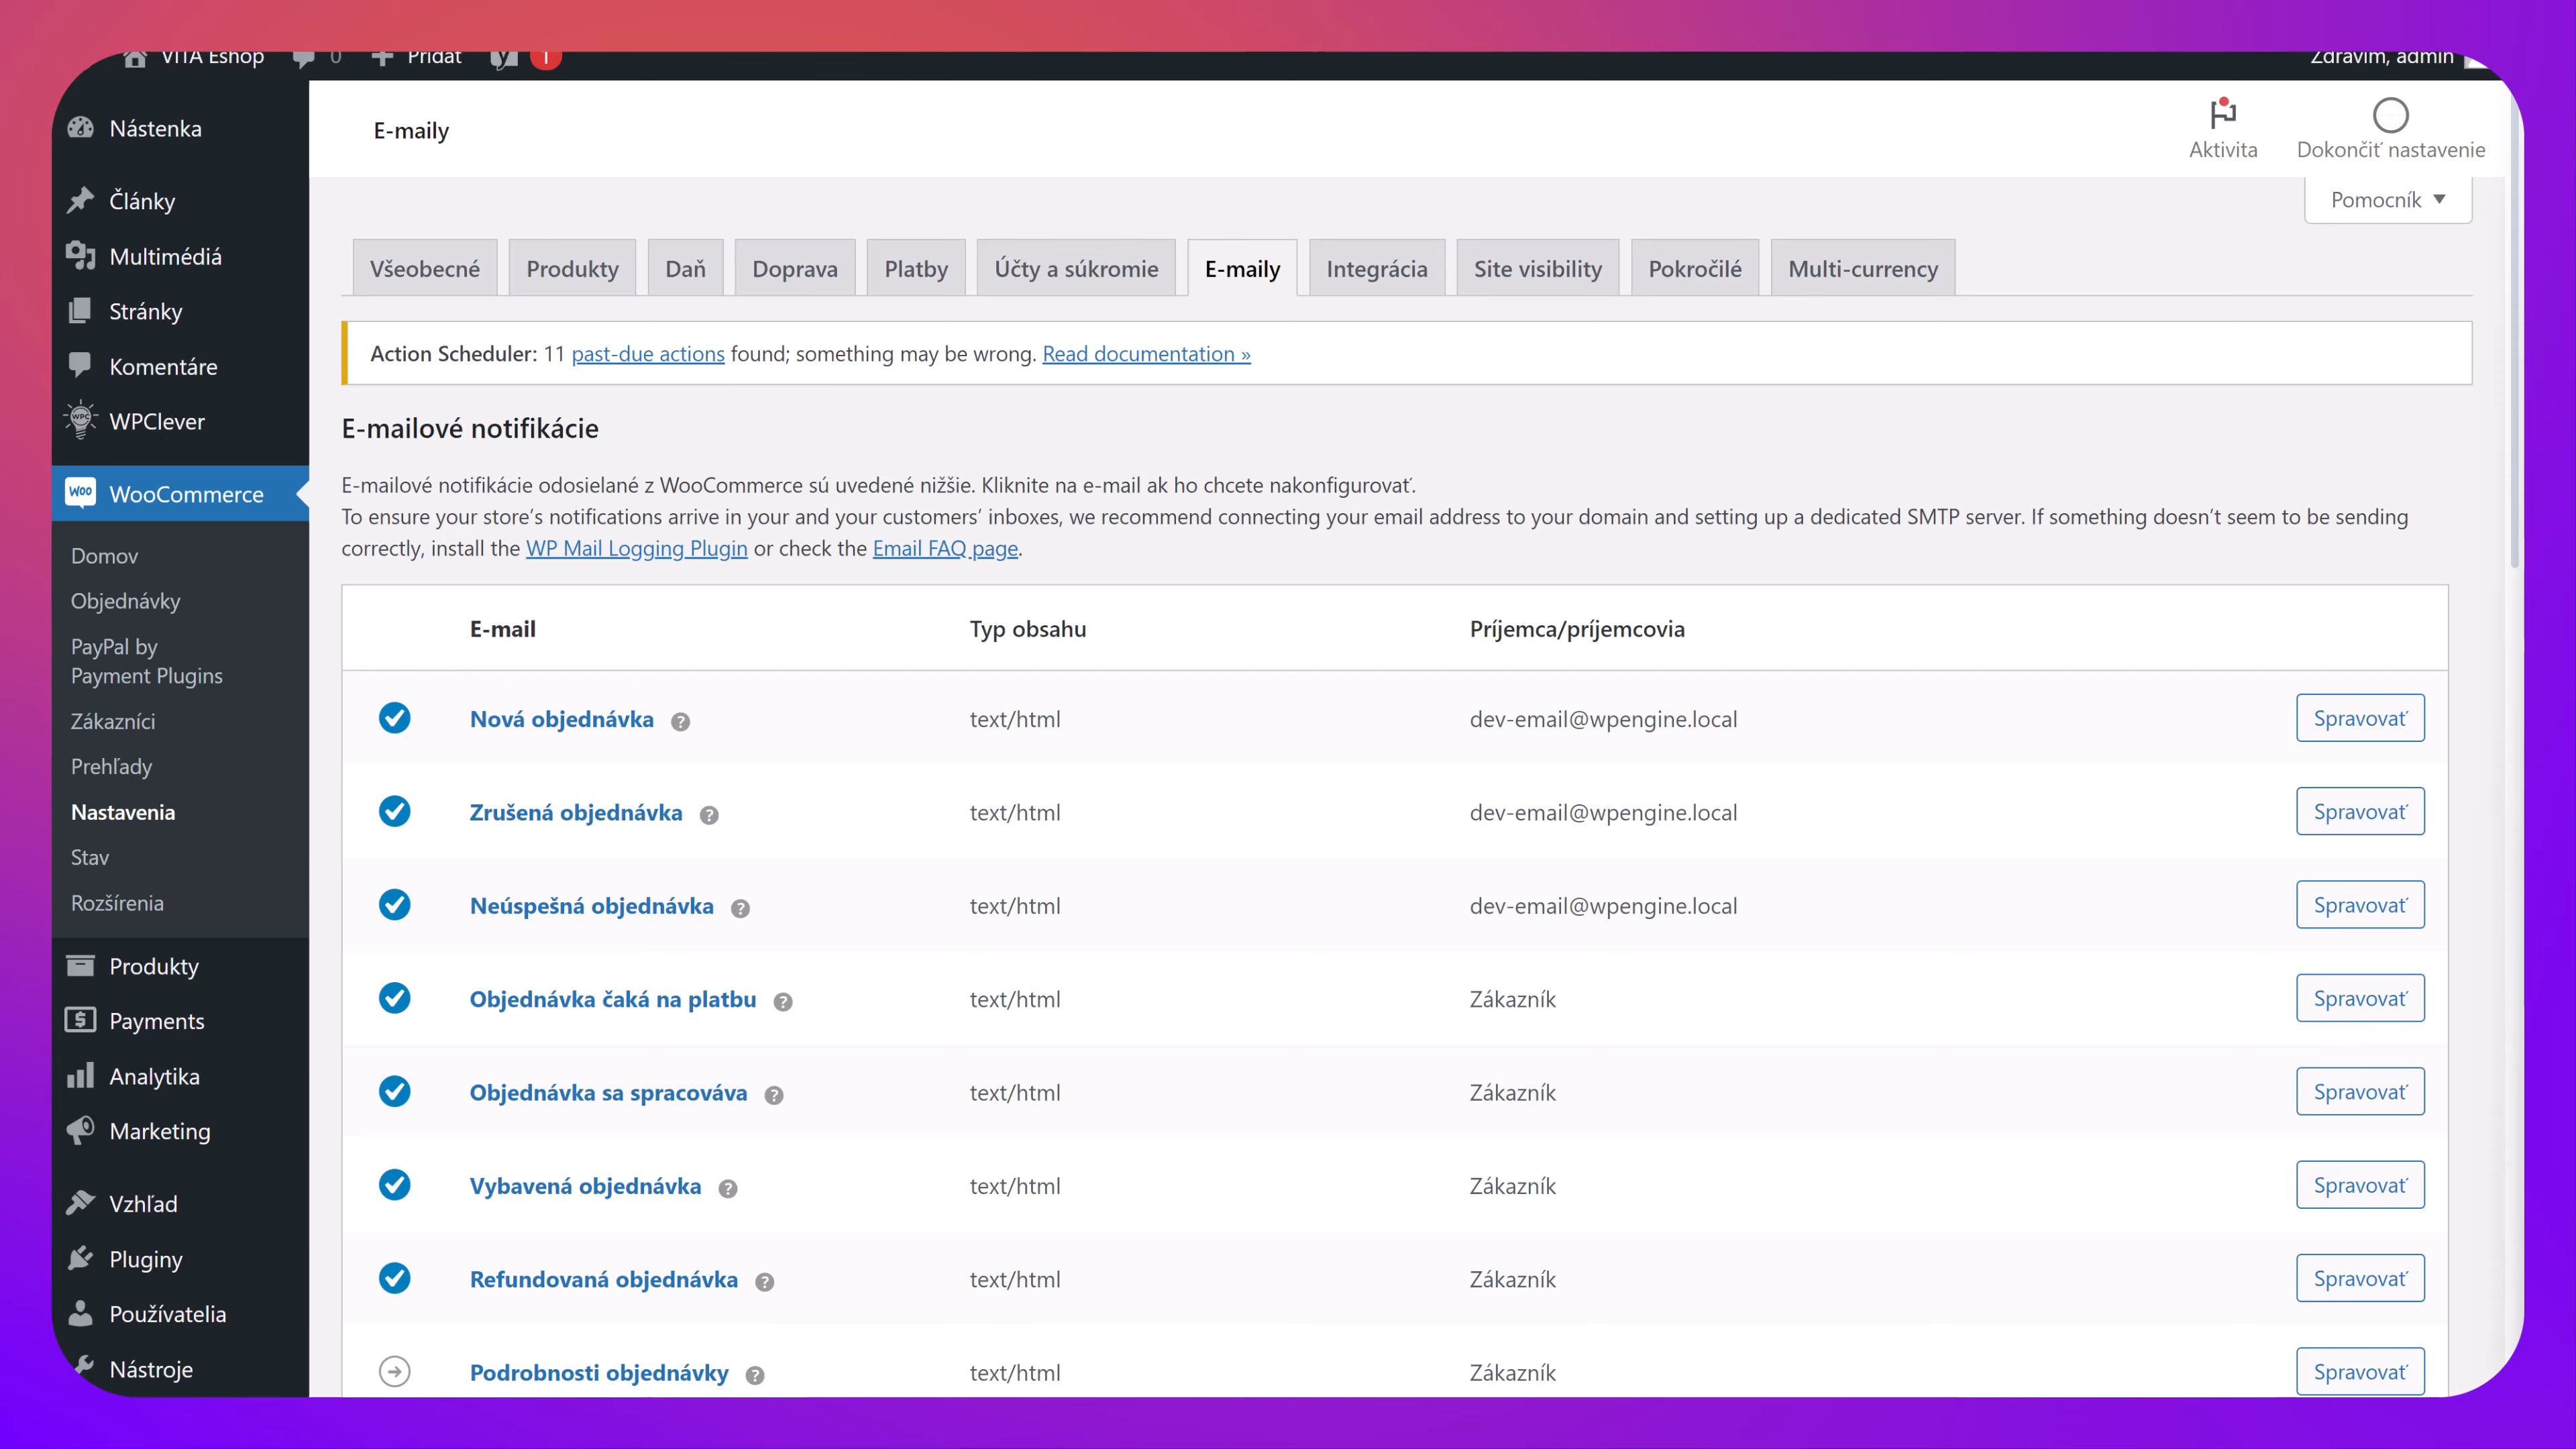 VITA Eshop 0 Pridať 1
Zdravím, admin
Nástenka
Články
Multimédiá
Stránky
Komentáre
WPC
WPClever
Woo WooCommerce
Domov
Objednávky
PayPal by
Payment Plugins
Zákazníci
Prehľady
Nastavenia
Stav
Rozšírenia
Produkty
Payments
Analytika
Marketing
Vzhľad
Pluginy
Používatelia
Nástroje
E-maily
Aktivita
Dokončiť nastavenie
Pomocník
Všeobecné Produkty Daň Doprava Platby Účty a súkromie E-maily Integrácia Site visibility Pokročilé Multi-currency
Action Scheduler: 11 past-due actions found; something may be wrong. Read documentation »
E-mailové notifikácie
E-mailové notifikácie odosielané z WooCommerce sú uvedené nižšie. Kliknite na e-mail ak ho chcete nakonfigurovať.
To ensure your store’s notifications arrive in your and your customers’ inboxes, we recommend connecting your email address to your domain and setting up a dedicated SMTP server. If something doesn’t seem to be sending
correctly, install the WP Mail Logging Plugin or check the Email FAQ page.
E-mail Typ obsahu Príjemca/príjemcovia
Nová objednávka ? text/html dev-email@wpengine.local Spravovať
Zrušená objednávka ? text/html dev-email@wpengine.local Spravovať
Neúspešná objednávka ? text/html dev-email@wpengine.local Spravovať
Objednávka čaká na platbu ? text/html Zákazník Spravovať
Objednávka sa spracováva ? text/html Zákazník Spravovať
Vybavená objednávka ? text/html Zákazník Spravovať
Refundovaná objednávka ? text/html Zákazník Spravovať
Podrobnosti objednávky ? text/html Zákazník Spravovať